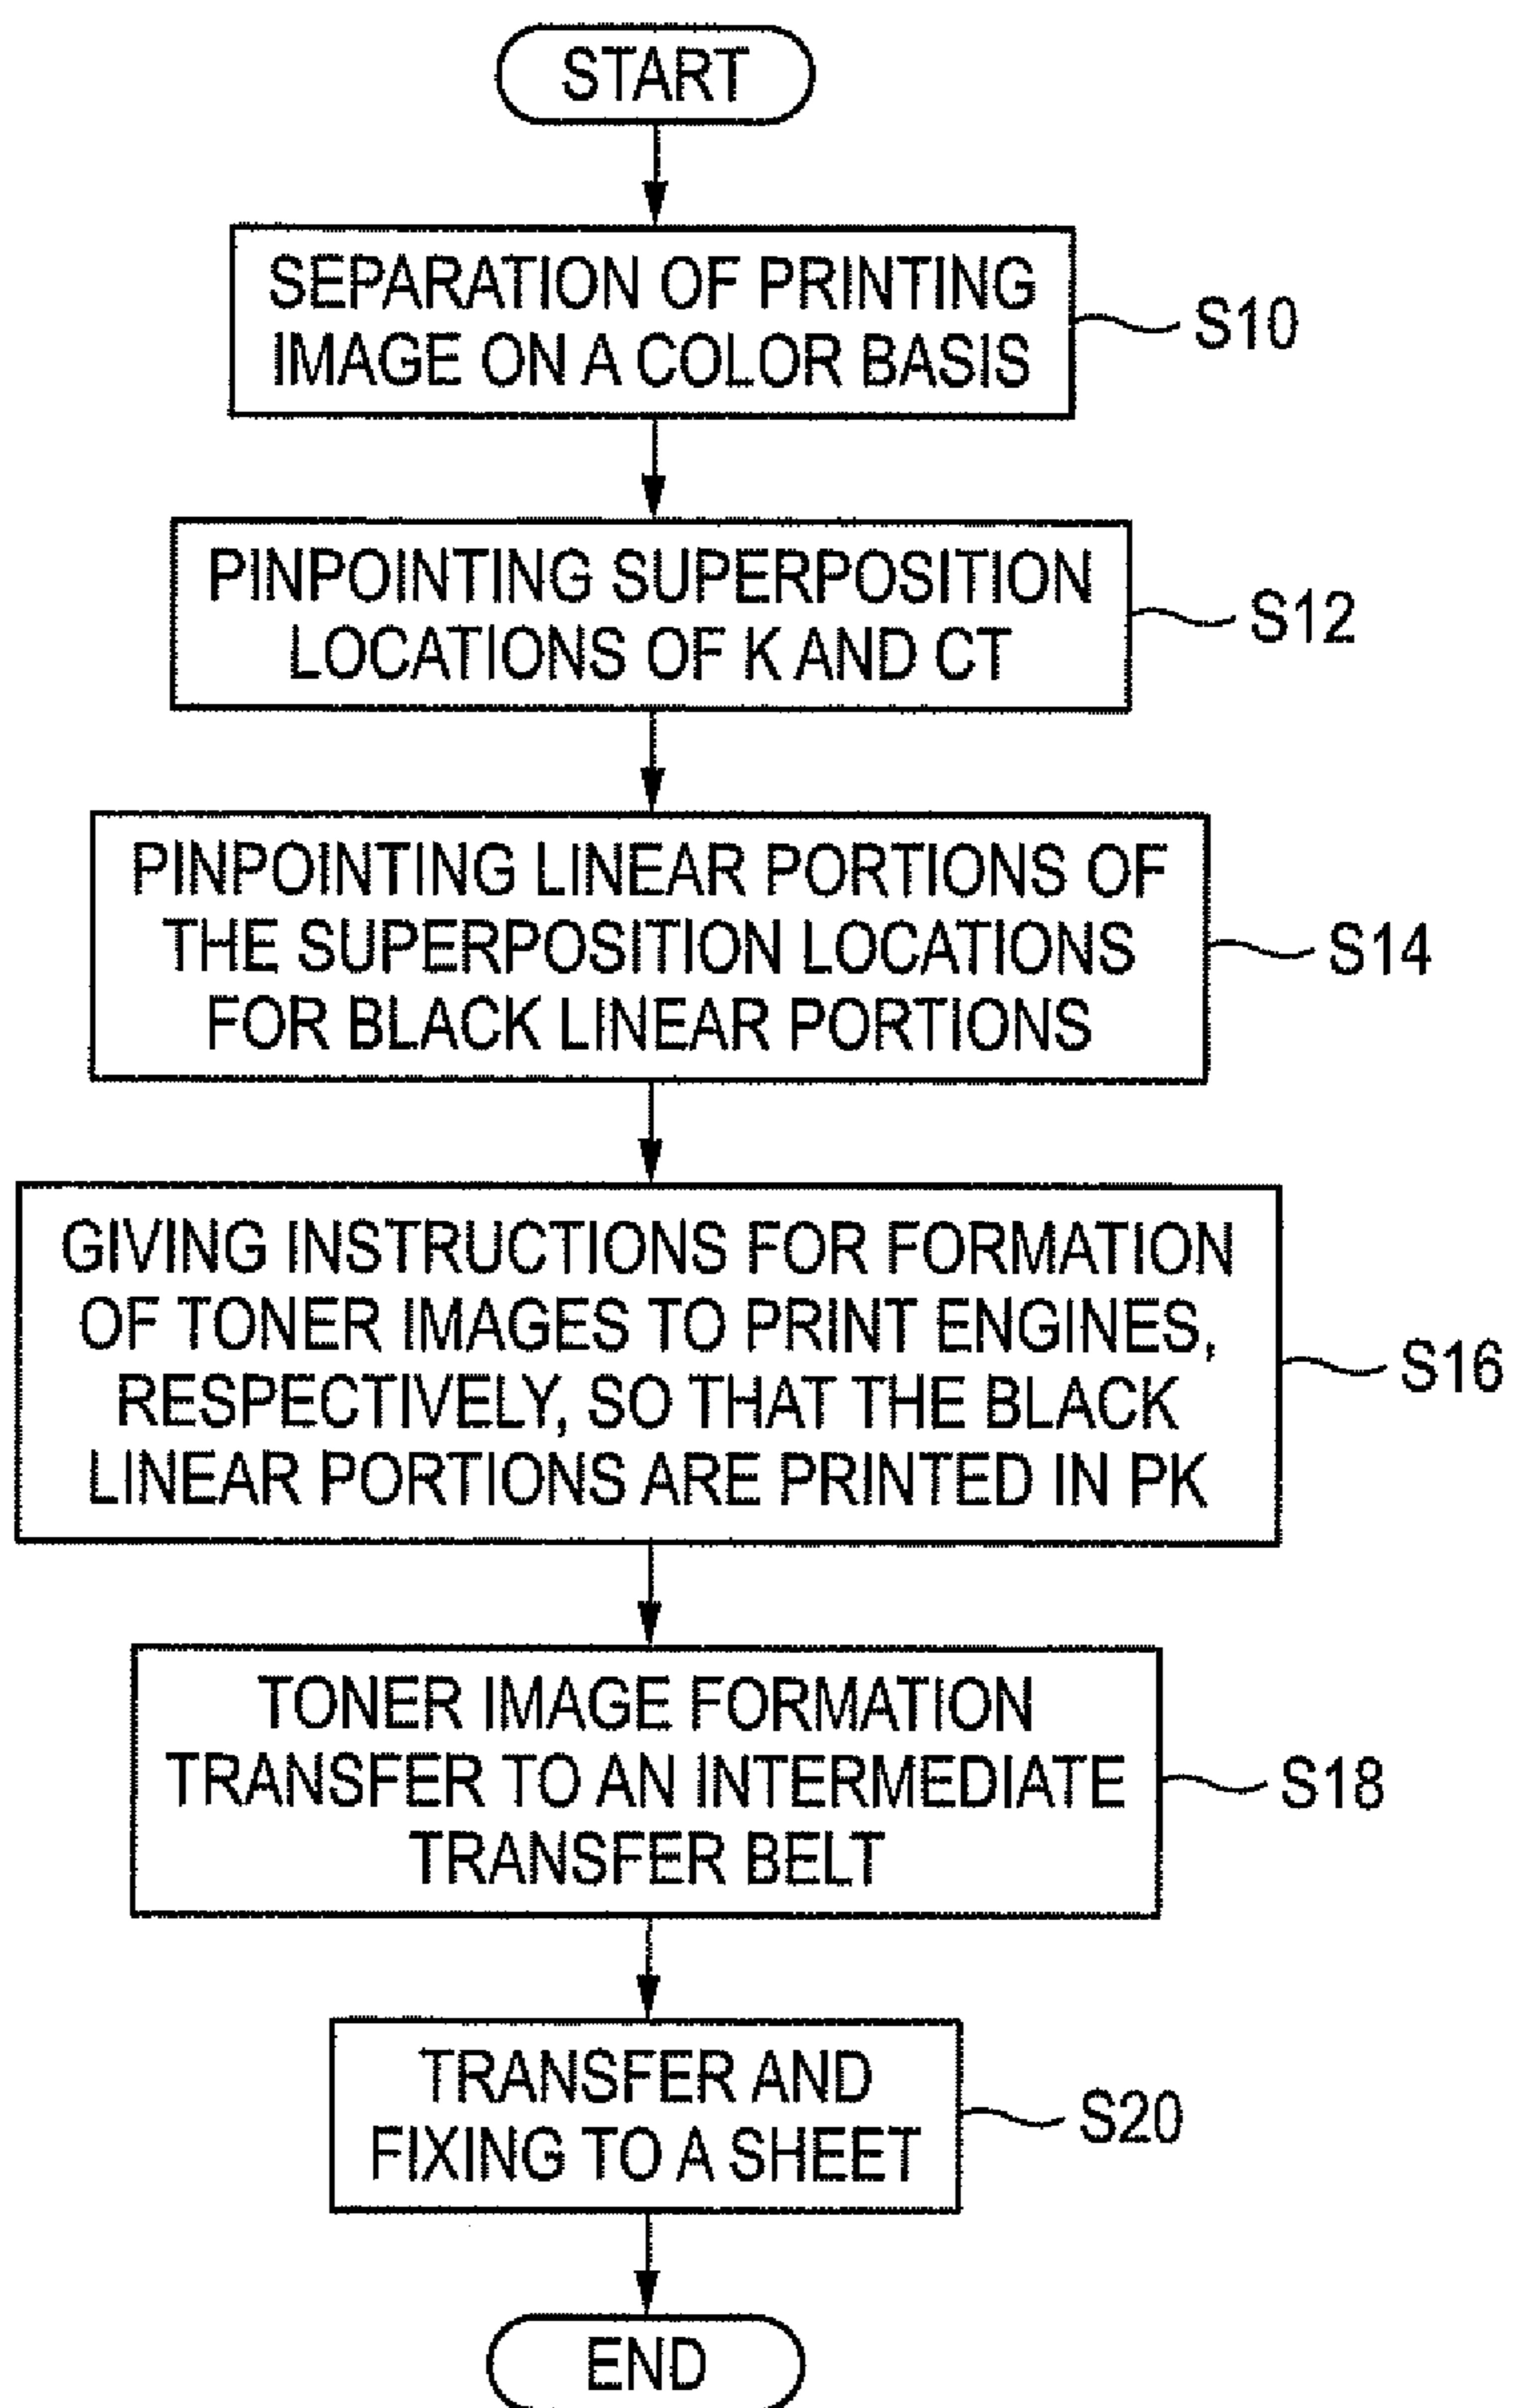 START
SEPARATION OF PRINTING
IMAGE ON A COLOR BASIS
S10
PINPOINTING SUPERPOSITION
LOCATIONS OF K AND CT
S12
PINPOINTING LINEAR PORTIONS OF
THE SUPERPOSITION LOCATIONS
FOR BLACK LINEAR PORTIONS
S14
GIVING INSTRUCTIONS FOR FORMATION
OF TONER IMAGES TO PRINT ENGINES,
RESPECTIVELY, SO THAT THE BLACK
LINEAR PORTIONS ARE PRINTED IN PK
S16
TONER IMAGE FORMATION
TRANSFER TO AN INTERMEDIATE
TRANSFER BELT
S18
TRANSFER AND
FIXING TO A SHEET
S20
END